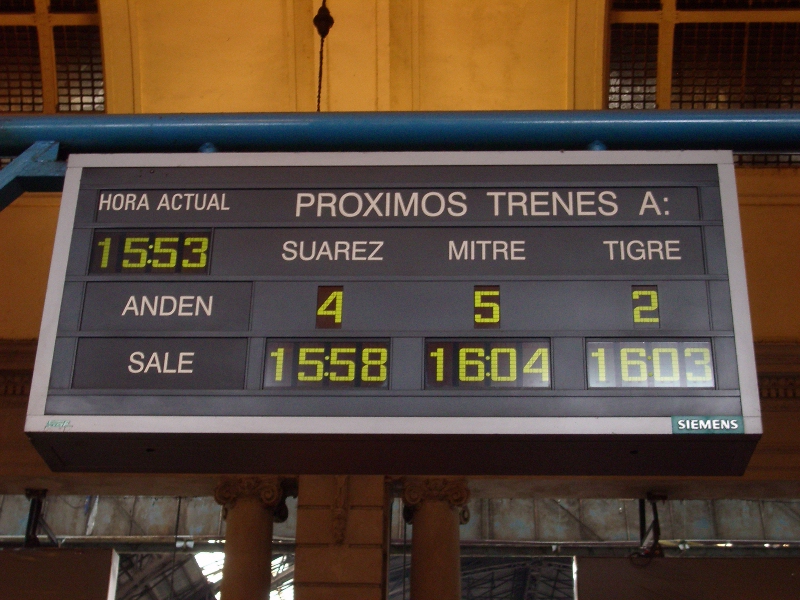 HORA ACTUAL PROXIMOS TRENES A:
15:53 SUAREZ MITRE TIGRE
ANDEN 4 5 2
SALE 15:58 16:04 16:03
SIEMENS